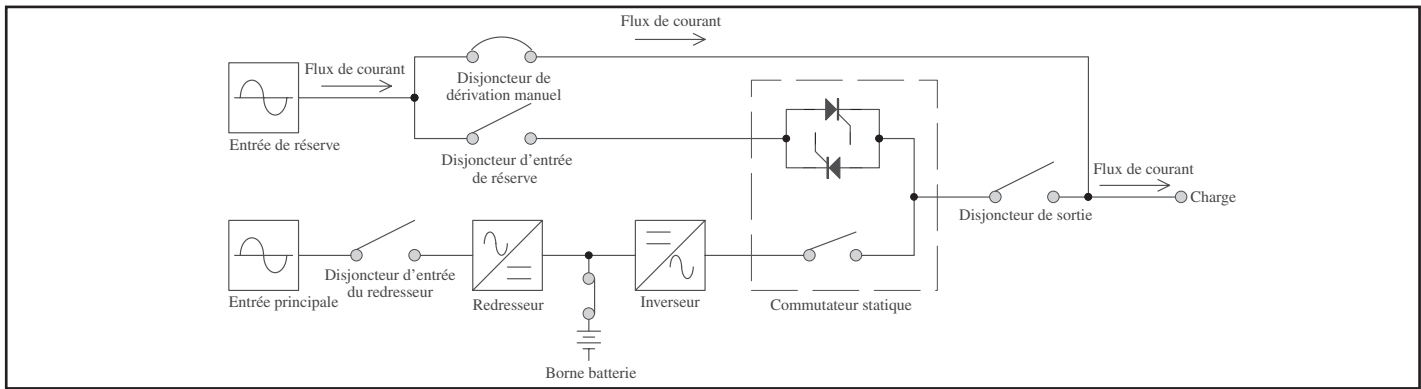 Flux de courant
Flux de courant
Disjoncteur de
dérivation manuel
Entrée de réserve
Disjoncteur d’entrée
de réserve
Flux de courant
Charge
Disjoncteur de sortie
Disjoncteur d’entrée
du redresseur
Entrée principale
Redresseur
Inverseur
Commutateur statique
Borne batterie